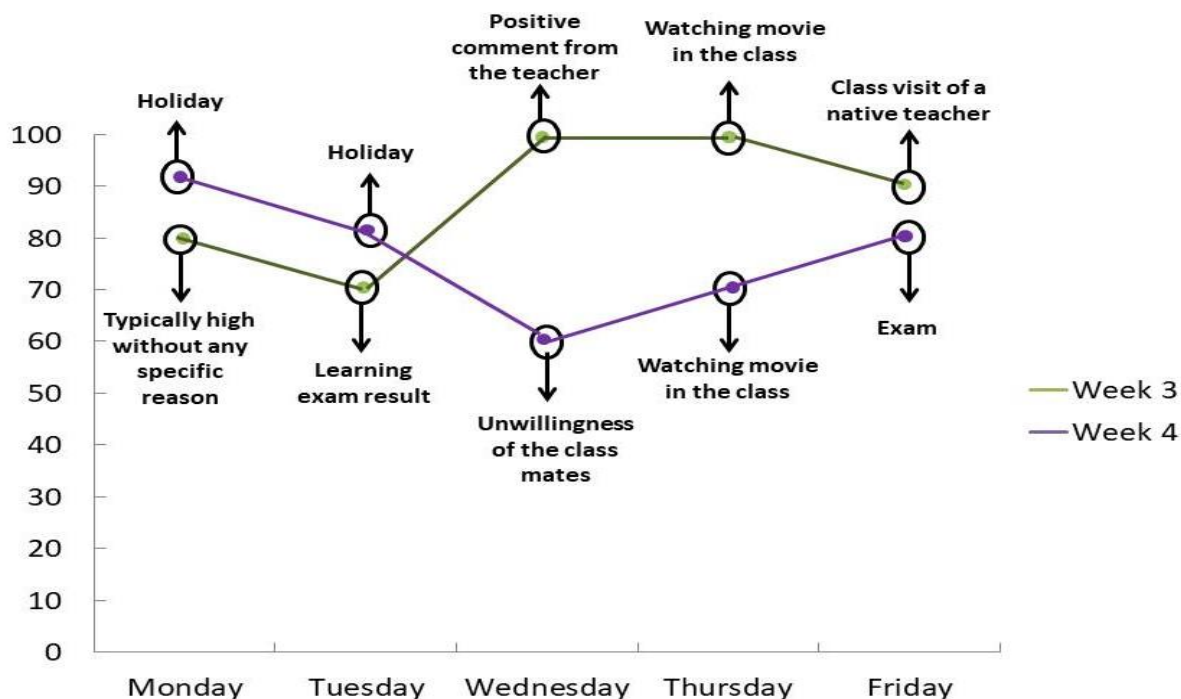 Positive
comment from
the teacher
Watching movie
in the class
Class visit of a
native teacher
Holiday
Holiday
100
90
80
70
60
50
40
30
20
10
0
Typically high
without any
specific
reason
Learning
exam result
Unwillingness
of the class
mates
Watching movie
in the class
Exam
Week 3
Week 4
Monday
Tuesday
Wednesday
Thursday
Friday